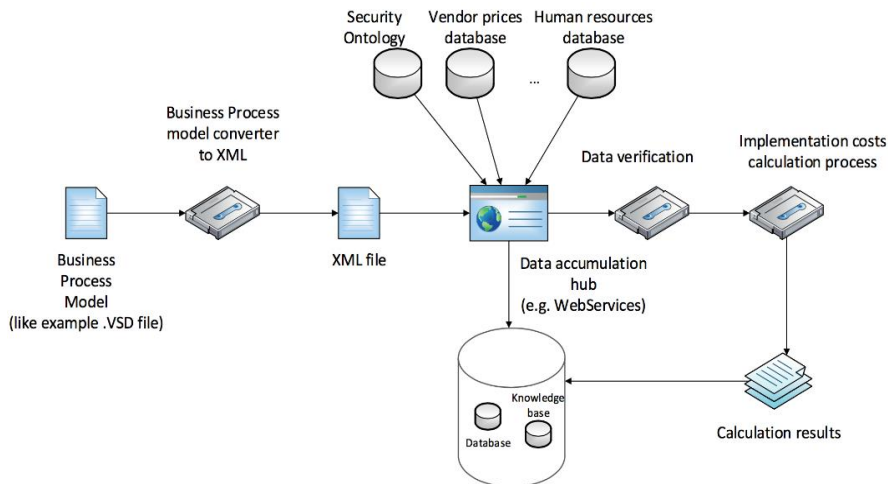 Security
Ontology
Vendor prices
database
Human resources
database
...
Business Process
model converter
to XML
Data verification
Implementation costs
calculation process
Business
Process
Model
(like example .VSD file)
XML file
Data accumulation
hub
(e.g. WebServices)
Knowledge
base
Database
Calculation results